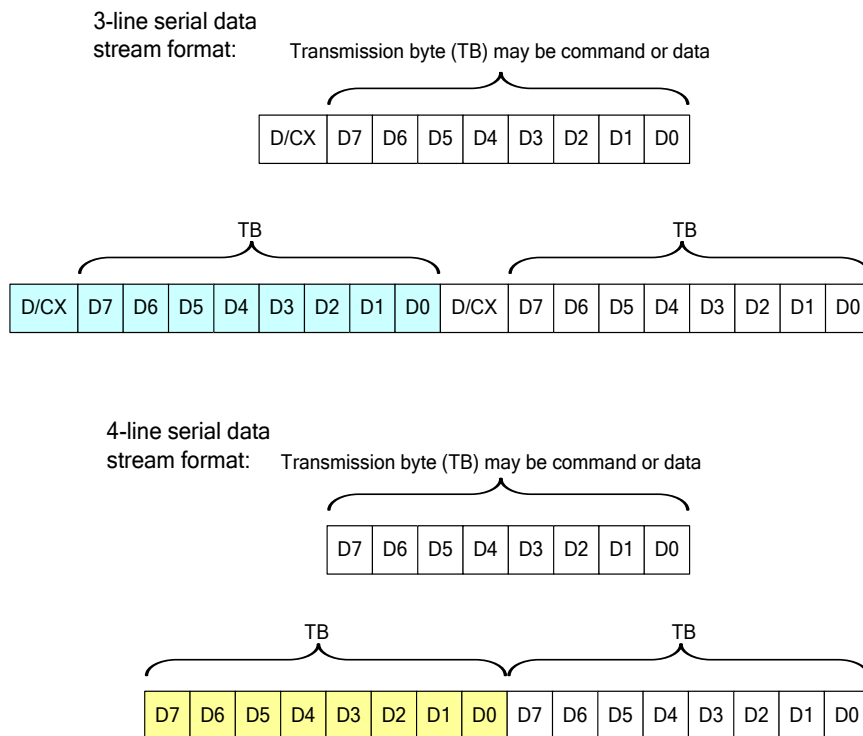 3-line serial data
stream format:
Transmission byte (TB) may be command or data
D/CX D7 D6 D5 D4 D3 D2 D1 D0
TB TB
D/CX D7 D6 D5 D4 D3 D2 D1 D0 D/CX D7 D6 D5 D4 D3 D2 D1 D0
4-line serial data
stream format:
Transmission byte (TB) may be command or data
D7 D6 D5 D4 D3 D2 D1 D0
TB TB
D7 D6 D5 D4 D3 D2 D1 D0 D7 D6 D5 D4 D3 D2 D1 D0